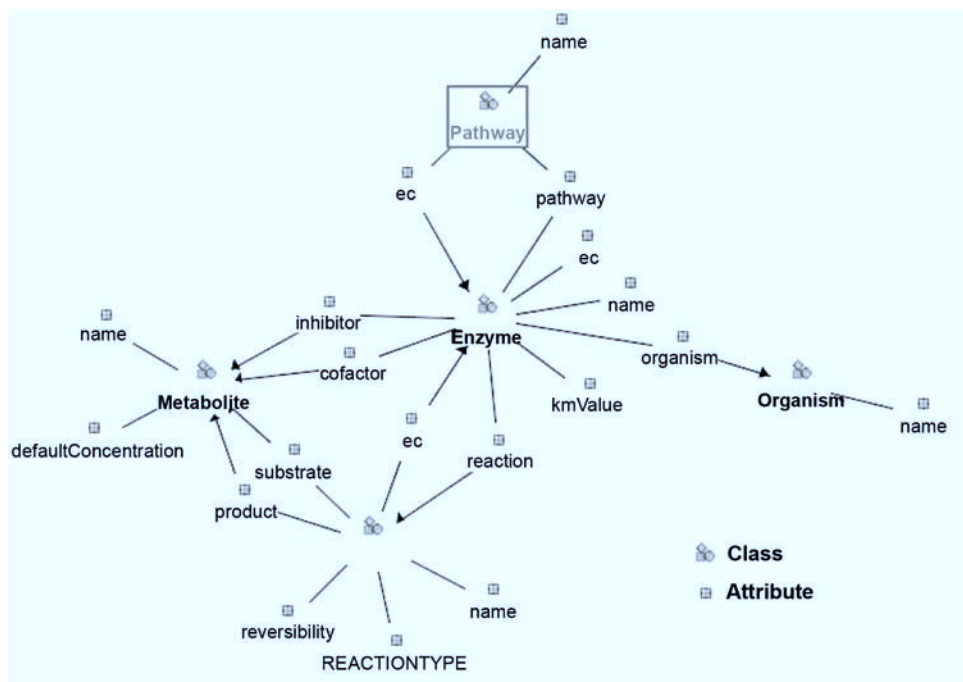 name
Pathway
ec
pathway
ec
name
inhibitor
name
Enzyme
organism
cofactor
Metabolite
kmValue
Organism
ec
name
defaultConcentration
reaction
substrate
product
Class
Attribute
name
reversibility
REACTIONTYPE